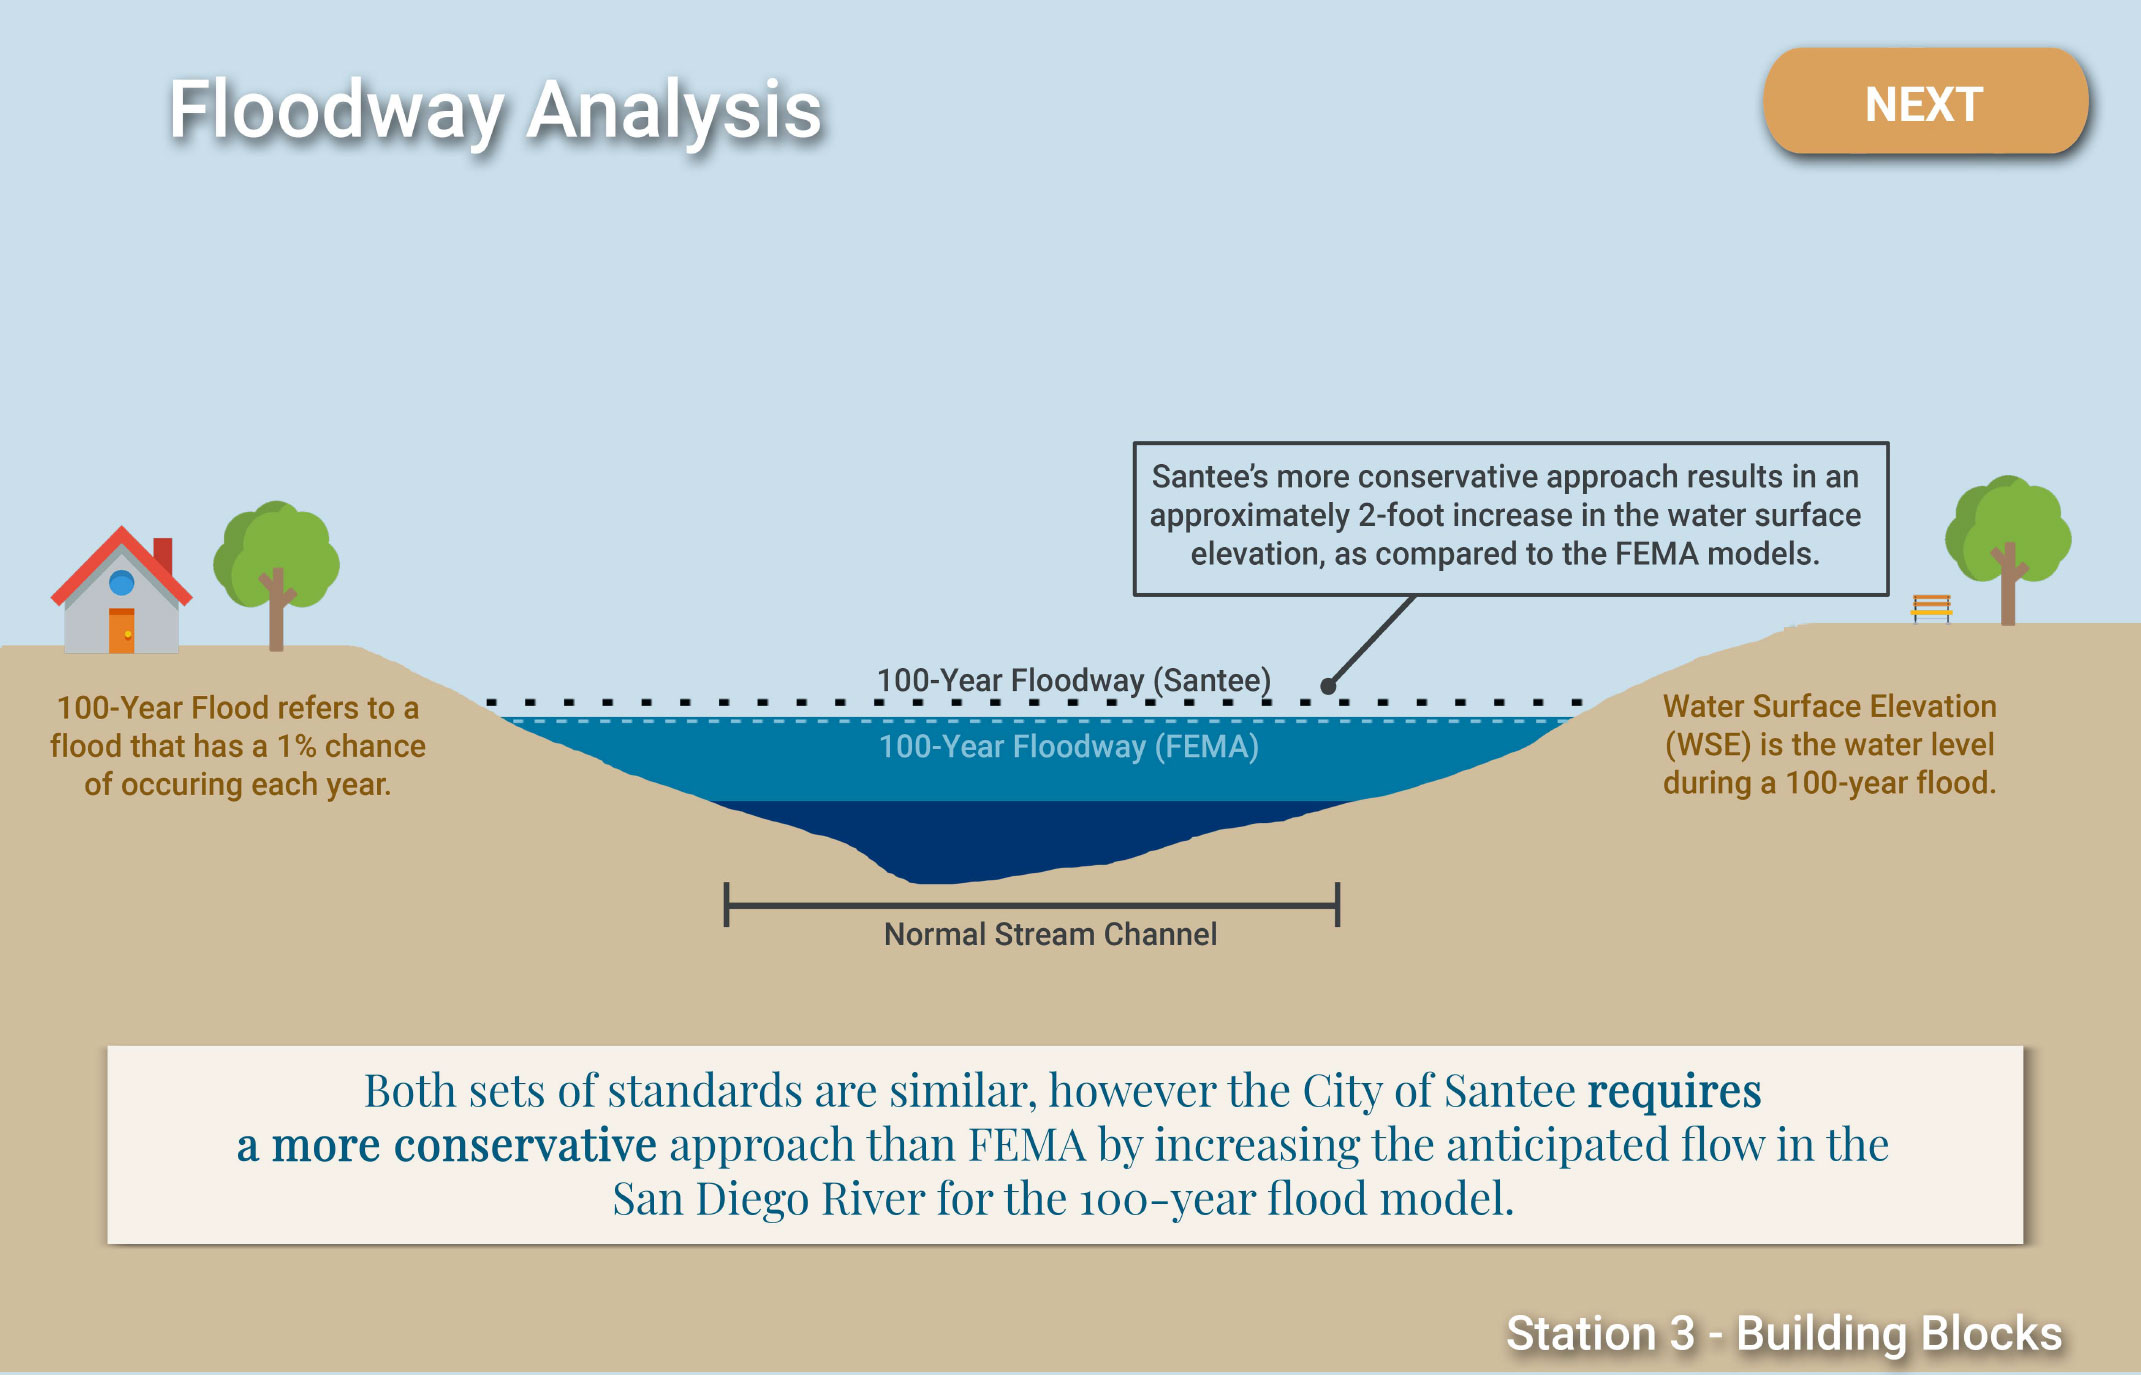 Floodway Analysis
NEXT
Santee’s more conservative approach results in an
approximately 2-foot increase in the water surface
elevation, as compared to the FEMA models.
100-Year Floodway (Santee)
100-Year Flood refers to a
flood that has a 1% chance
of occuring each year.
100-Year Floodway (FEMA)
Water Surface Elevation
(WSE) is the water level
during a 100-year flood.
Normal Stream Channel
Both sets of standards are similar, however the City of Santee requires
a more conservative approach than FEMA by increasing the anticipated flow in the
San Diego River for the 100-year flood model.
Station 3 - Building Blocks